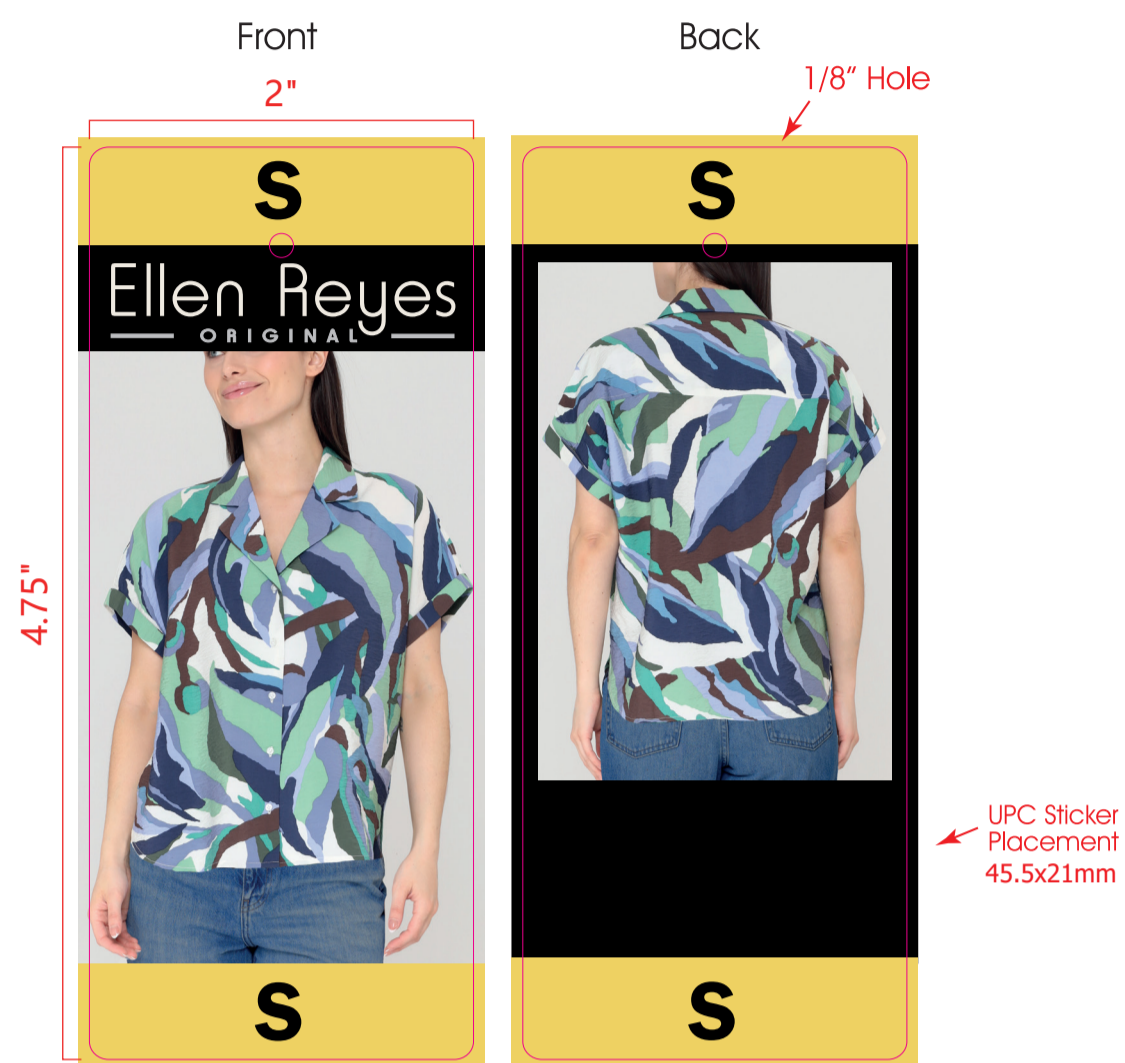 Front
Back
2"
1/8” Hole
S
S
Ellen Reyes
ORIGINAL
4.75"
UPC Sticker
Placement
45.5x21mm
S
S